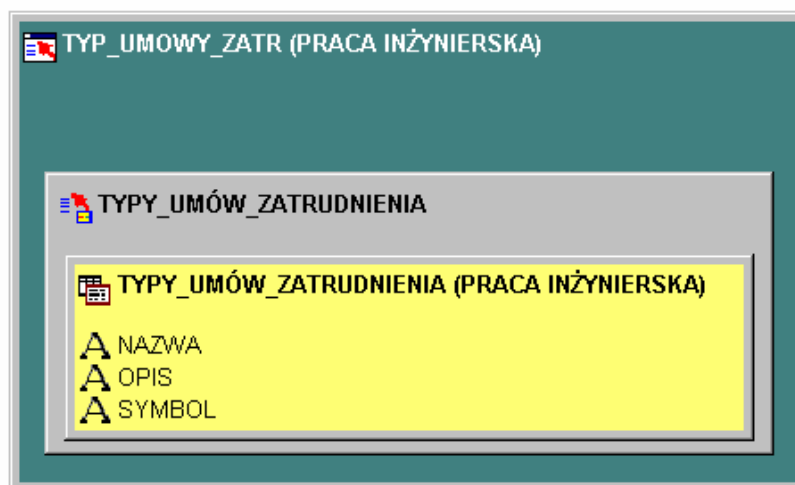 TYP_UMOWY_ZATR (PRACA INŻYNIERSKA)
TYPY_UMÓW_ZATRUDNIENIA
TYPY_UMÓW_ZATRUDNIENIA (PRACA INŻYNIERSKA)
A NAZWA
A OPIS
A SYMBOL